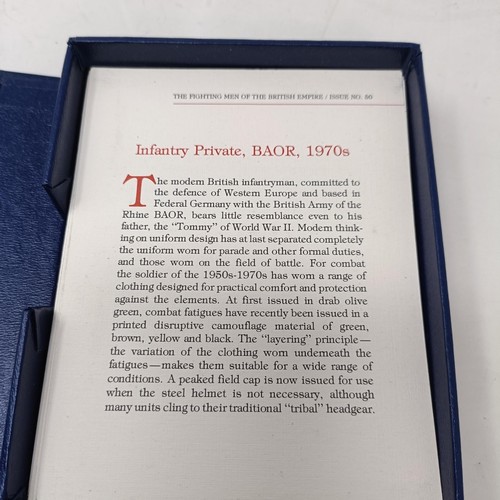 THE FIGHTING MEN OF THE BRITISH EMPIRE / ISSUE NO. 90
Infantry Private, BAOR, 1970s
The modern British infantryman, committed to
the defence of Western Europe and based in
Federal Germany with the British Army of the
Rhine BAOR, bears little resemblance even to his
father, the “Tommy” of World War II. Modern think-
ing on uniform design has at last separated completely
the uniform worn for parade and other formal duties,
and those worn on the field of battle. For combat
the soldier of the 1950s-1970s has worn a range of
clothing designed for practical comfort and protection
against the elements. At first issued in drab olive
green, combat fatigues have recently been issued in a
printed disruptive camouflage material of green,
brown, yellow and black. The “layering” principle—
the variation of the clothing worn underneath the
fatigues—makes them suitable for a wide range of
conditions. A peaked field cap is now issued for use
when the steel helmet is not necessary, although
many units cling to their traditional “tribal” headgear.